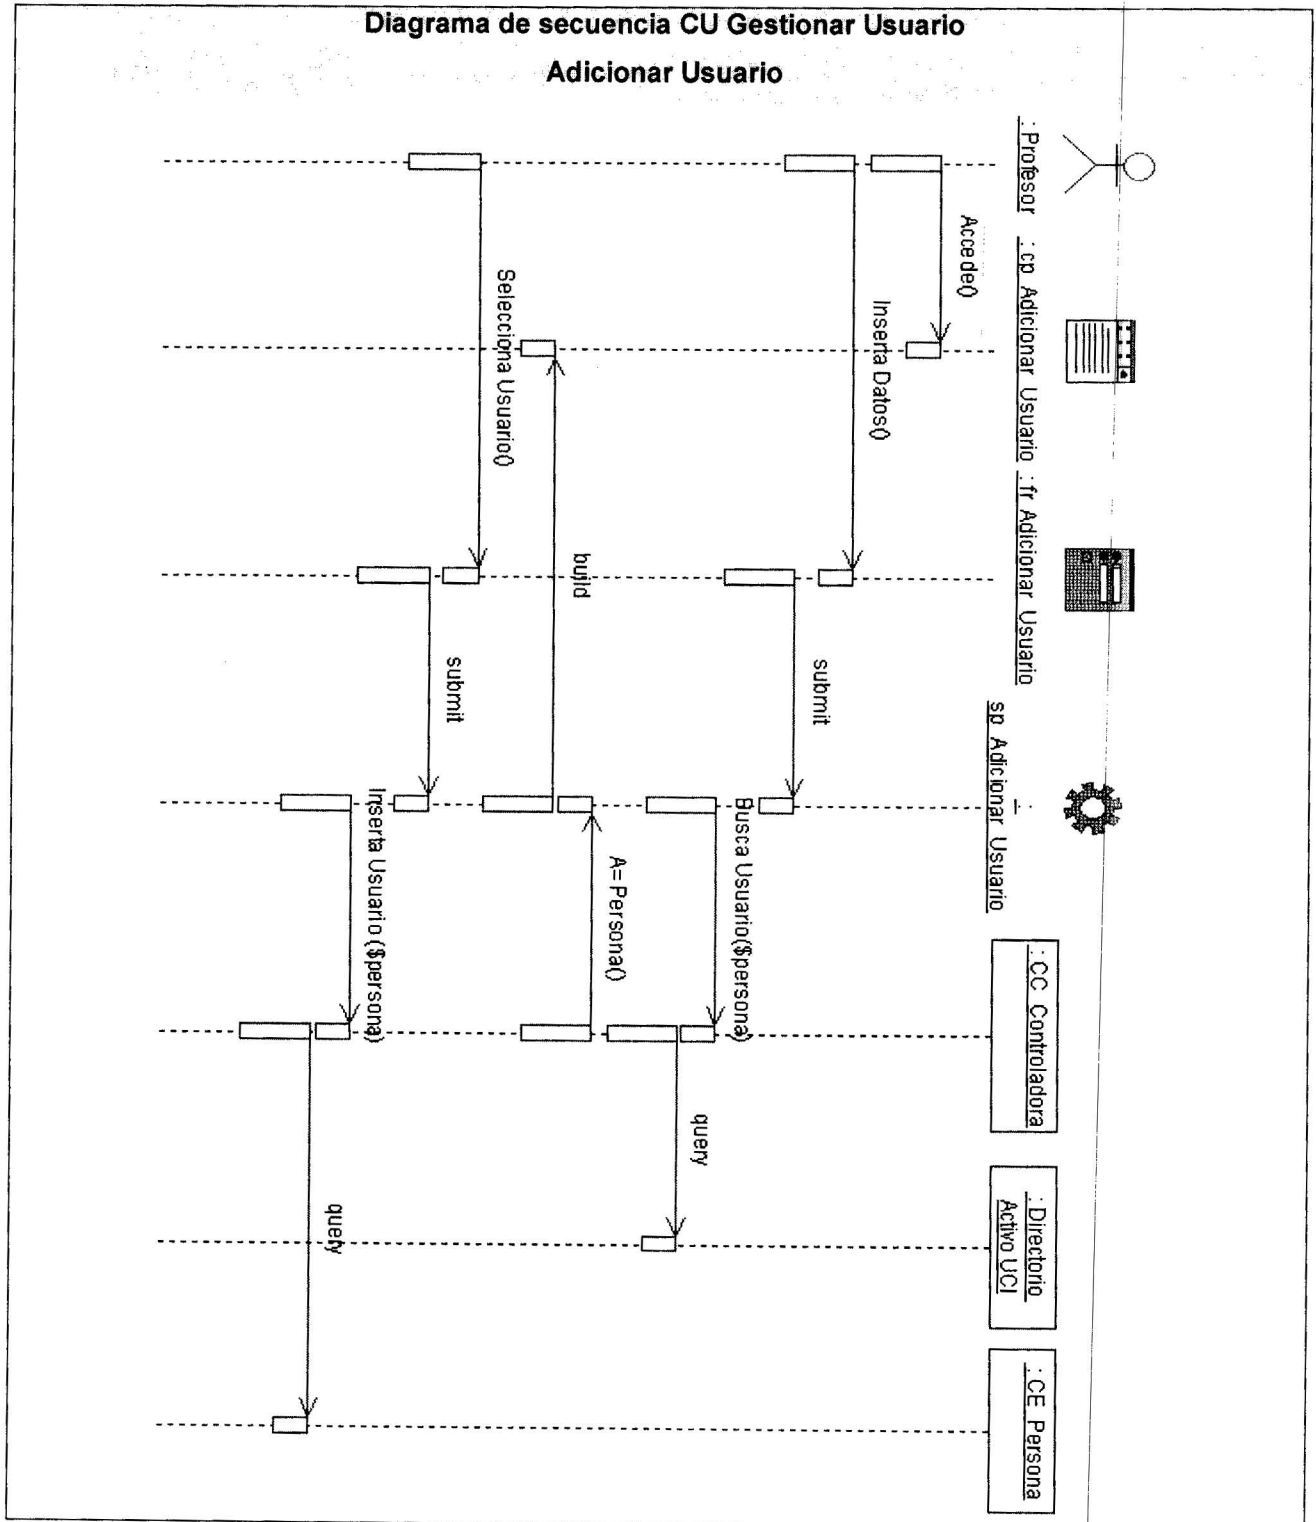 Diagrama de secuencia CU Gestionar Usuario
Adicionar Usuario
: Profesor
: cp Adicionar Usuario
: fr Adicionar Usuario
:
sp Adicionar Usuario
: CC Controladora
: Directorio
Activo UCI
: CE Persona
Accede()
Inserta Datos()
submit
Busca Usuario($persona)
query
A= Persona()
build
Selecciona Usuario()
submit
Inserta Usuario ($persona)
query